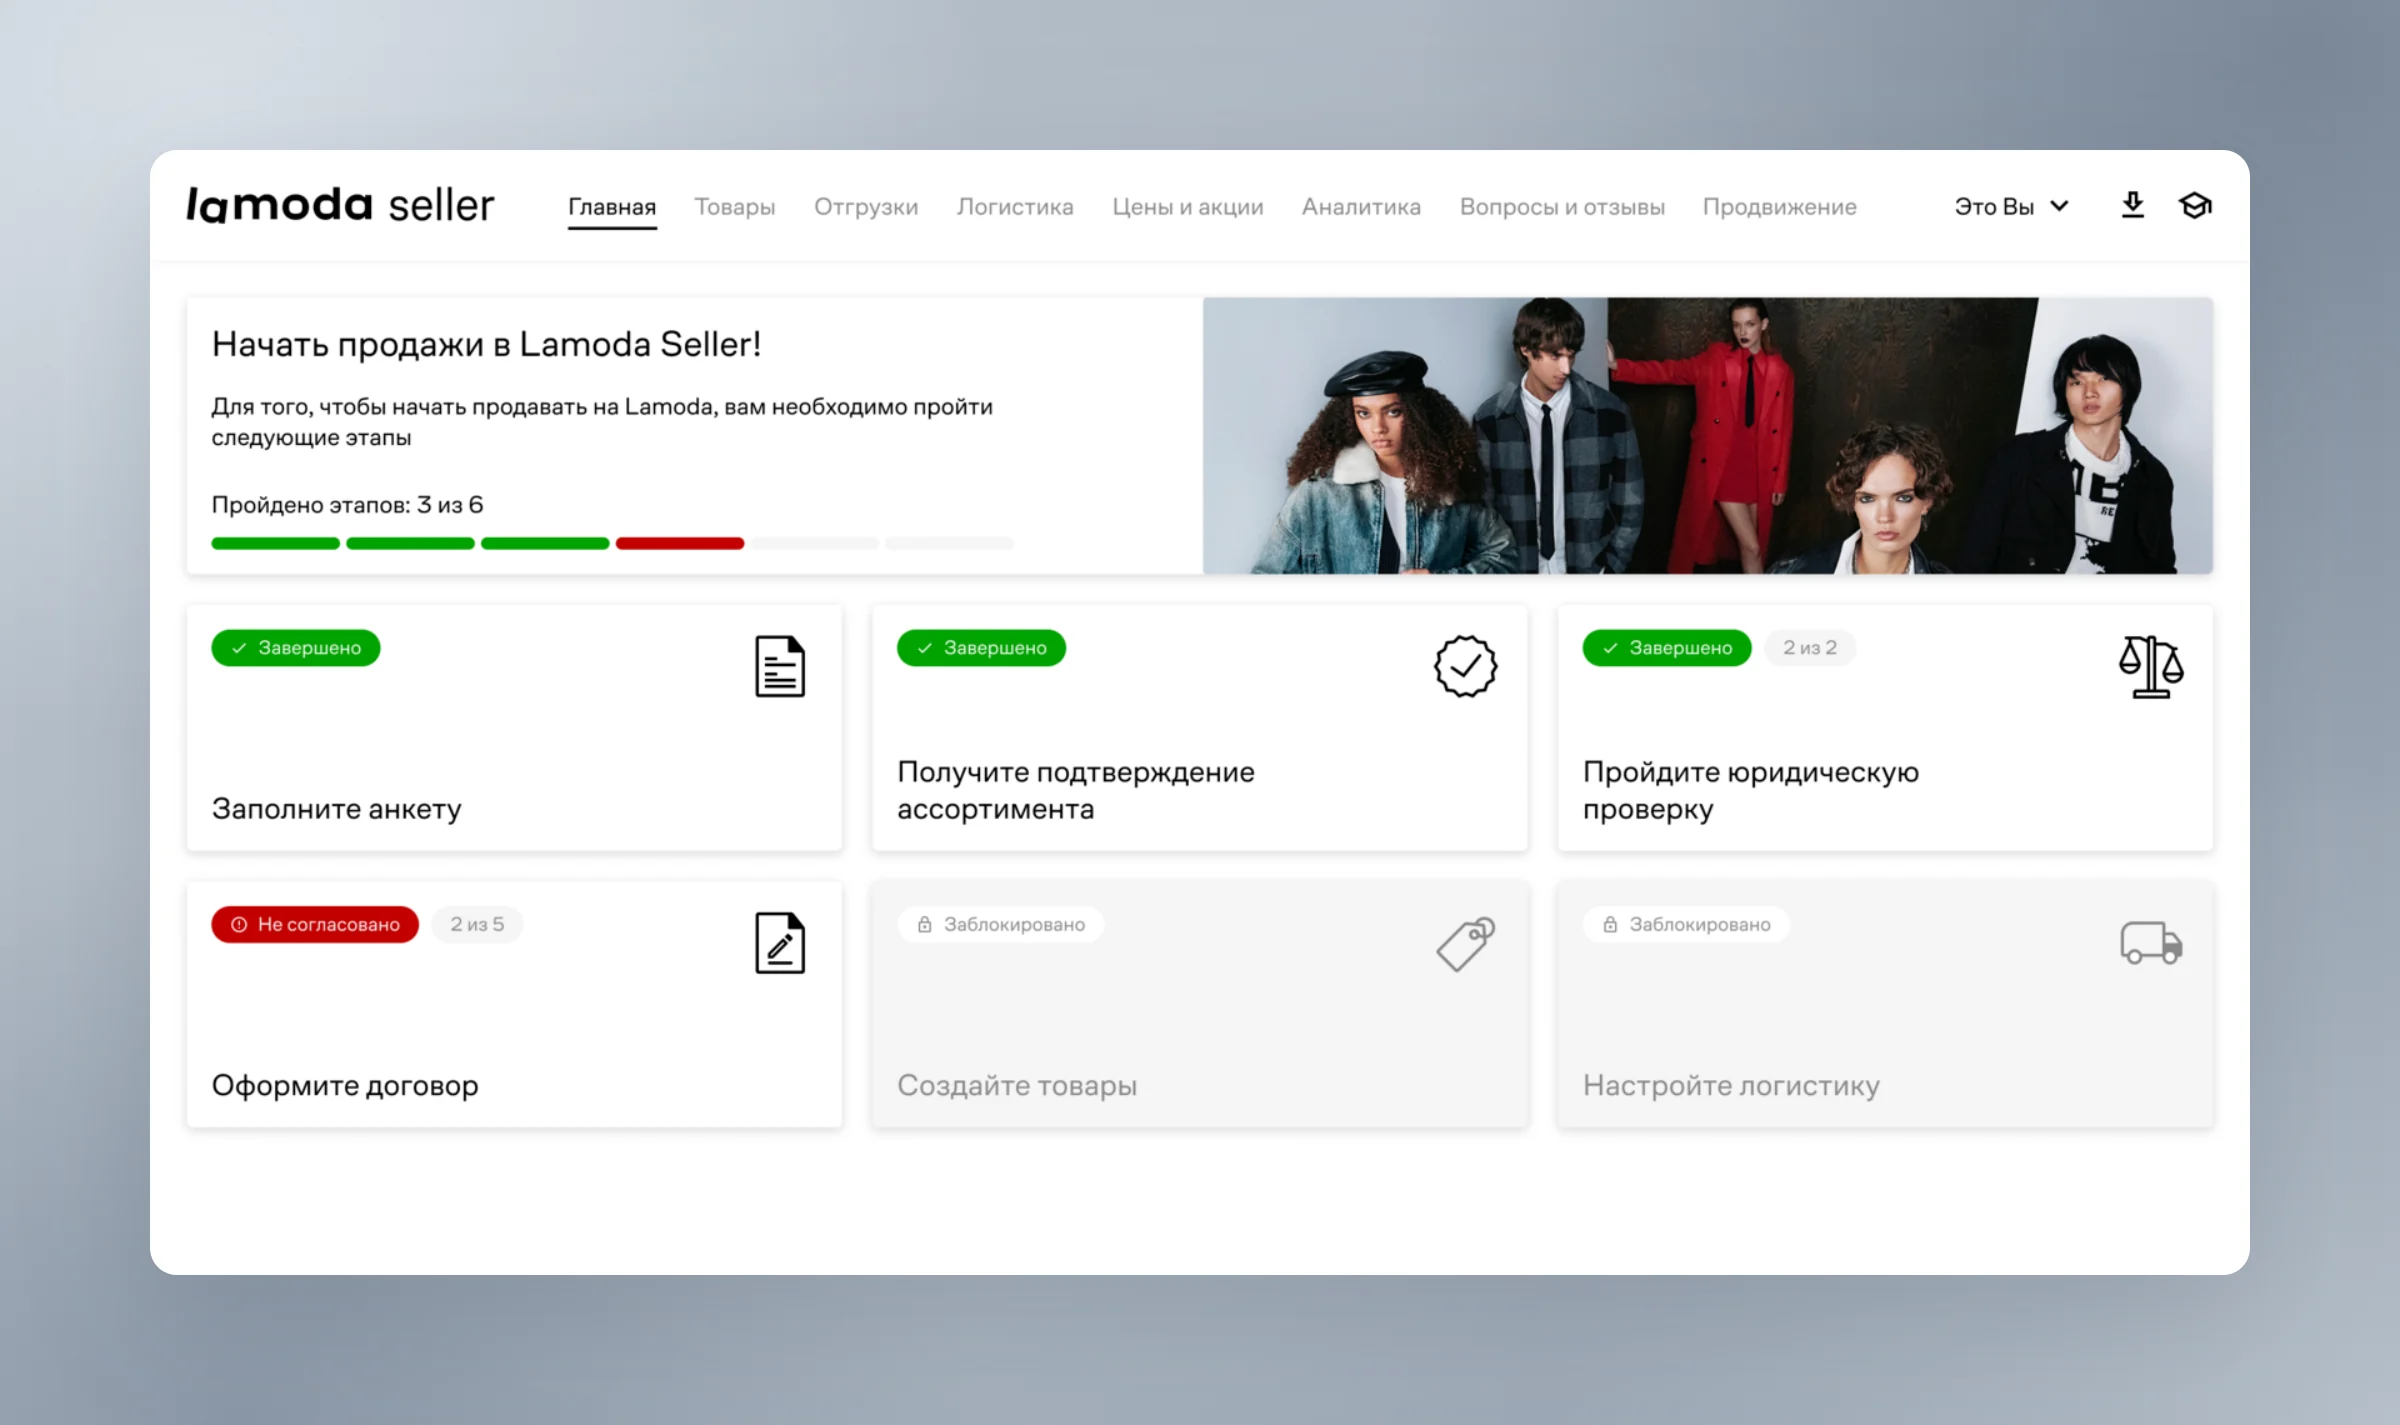 lamoda seller
Главная
Товары
Отгрузки
Логистика
Цены и акции
Аналитика
Вопросы и отзывы
Продвижение
Это Вы
Начать продажи в Lamoda Seller!
Для того, чтобы начать продавать на Lamoda, вам необходимо пройти
следующие этапы
Пройдено этапов: 3 из 6
Завершено
Заполните анкету
Завершено
Получите подтверждение
ассортимента
Завершено
2 из 2
Пройдите юридическую
проверку
Не согласовано
2 из 5
Оформите договор
Заблокировано
Создайте товары
Заблокировано
Настройте логистику